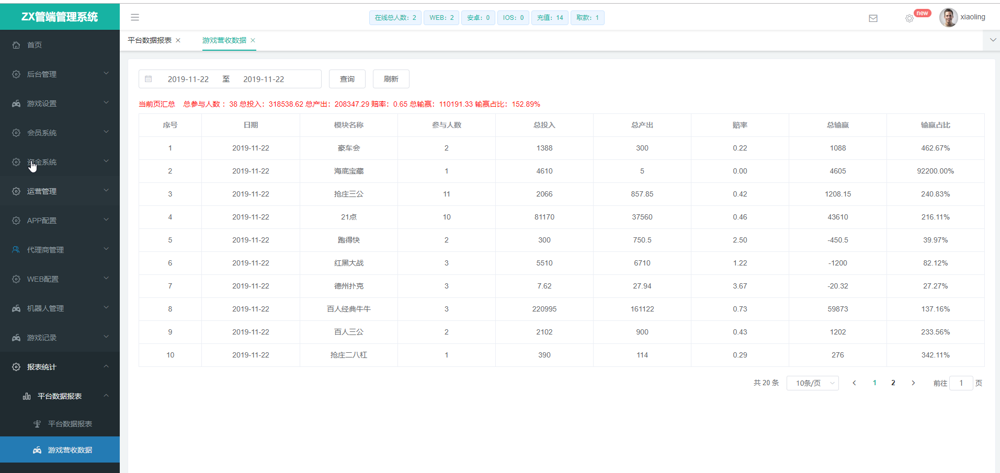 ZX管端管理系统
首页
后台管理
游戏设置
会员系统
资金系统
运营管理
APP配置
代理商管理
WEB配置
机器人管理
游戏记录
报表统计
平台数据报表
平台数据报表
游戏营收数据
在线总人数：2 WEB：2 安卓：0 IOS：0 充值：14 取款：1
new
xiaoling
平台数据报表 游戏营收数据
2019-11-22 至 2019-11-22 查询 刷新
当前页汇总 总参与人数： 38 总投入：318538.62 总产出：208347.29 赔率：0.65 总输赢：110191.33 输赢占比：152.89%
序号 日期 模块名称 参与人数 总投入 总产出 赔率 总输赢 输赢占比
1 2019-11-22 豪车会 2 1388 300 0.22 1088 462.67%
2 2019-11-22 海底宝藏 1 4610 5 0.00 4605 92200.00%
3 2019-11-22 抢庄三公 11 2066 857.85 0.42 1208.15 240.83%
4 2019-11-22 21点 10 81170 37560 0.46 43610 216.11%
5 2019-11-22 跑得快 2 300 750.5 2.50 -450.5 39.97%
6 2019-11-22 红黑大战 3 5510 6710 1.22 -1200 82.12%
7 2019-11-22 德州扑克 3 7.62 27.94 3.67 -20.32 27.27%
8 2019-11-22 百人经典牛牛 3 220995 161122 0.73 59873 137.16%
9 2019-11-22 百人三公 2 2102 900 0.43 1202 233.56%
10 2019-11-22 抢庄二八杠 1 390 114 0.29 276 342.11%
共 20 条 10条/页 1 2 前往 1 页